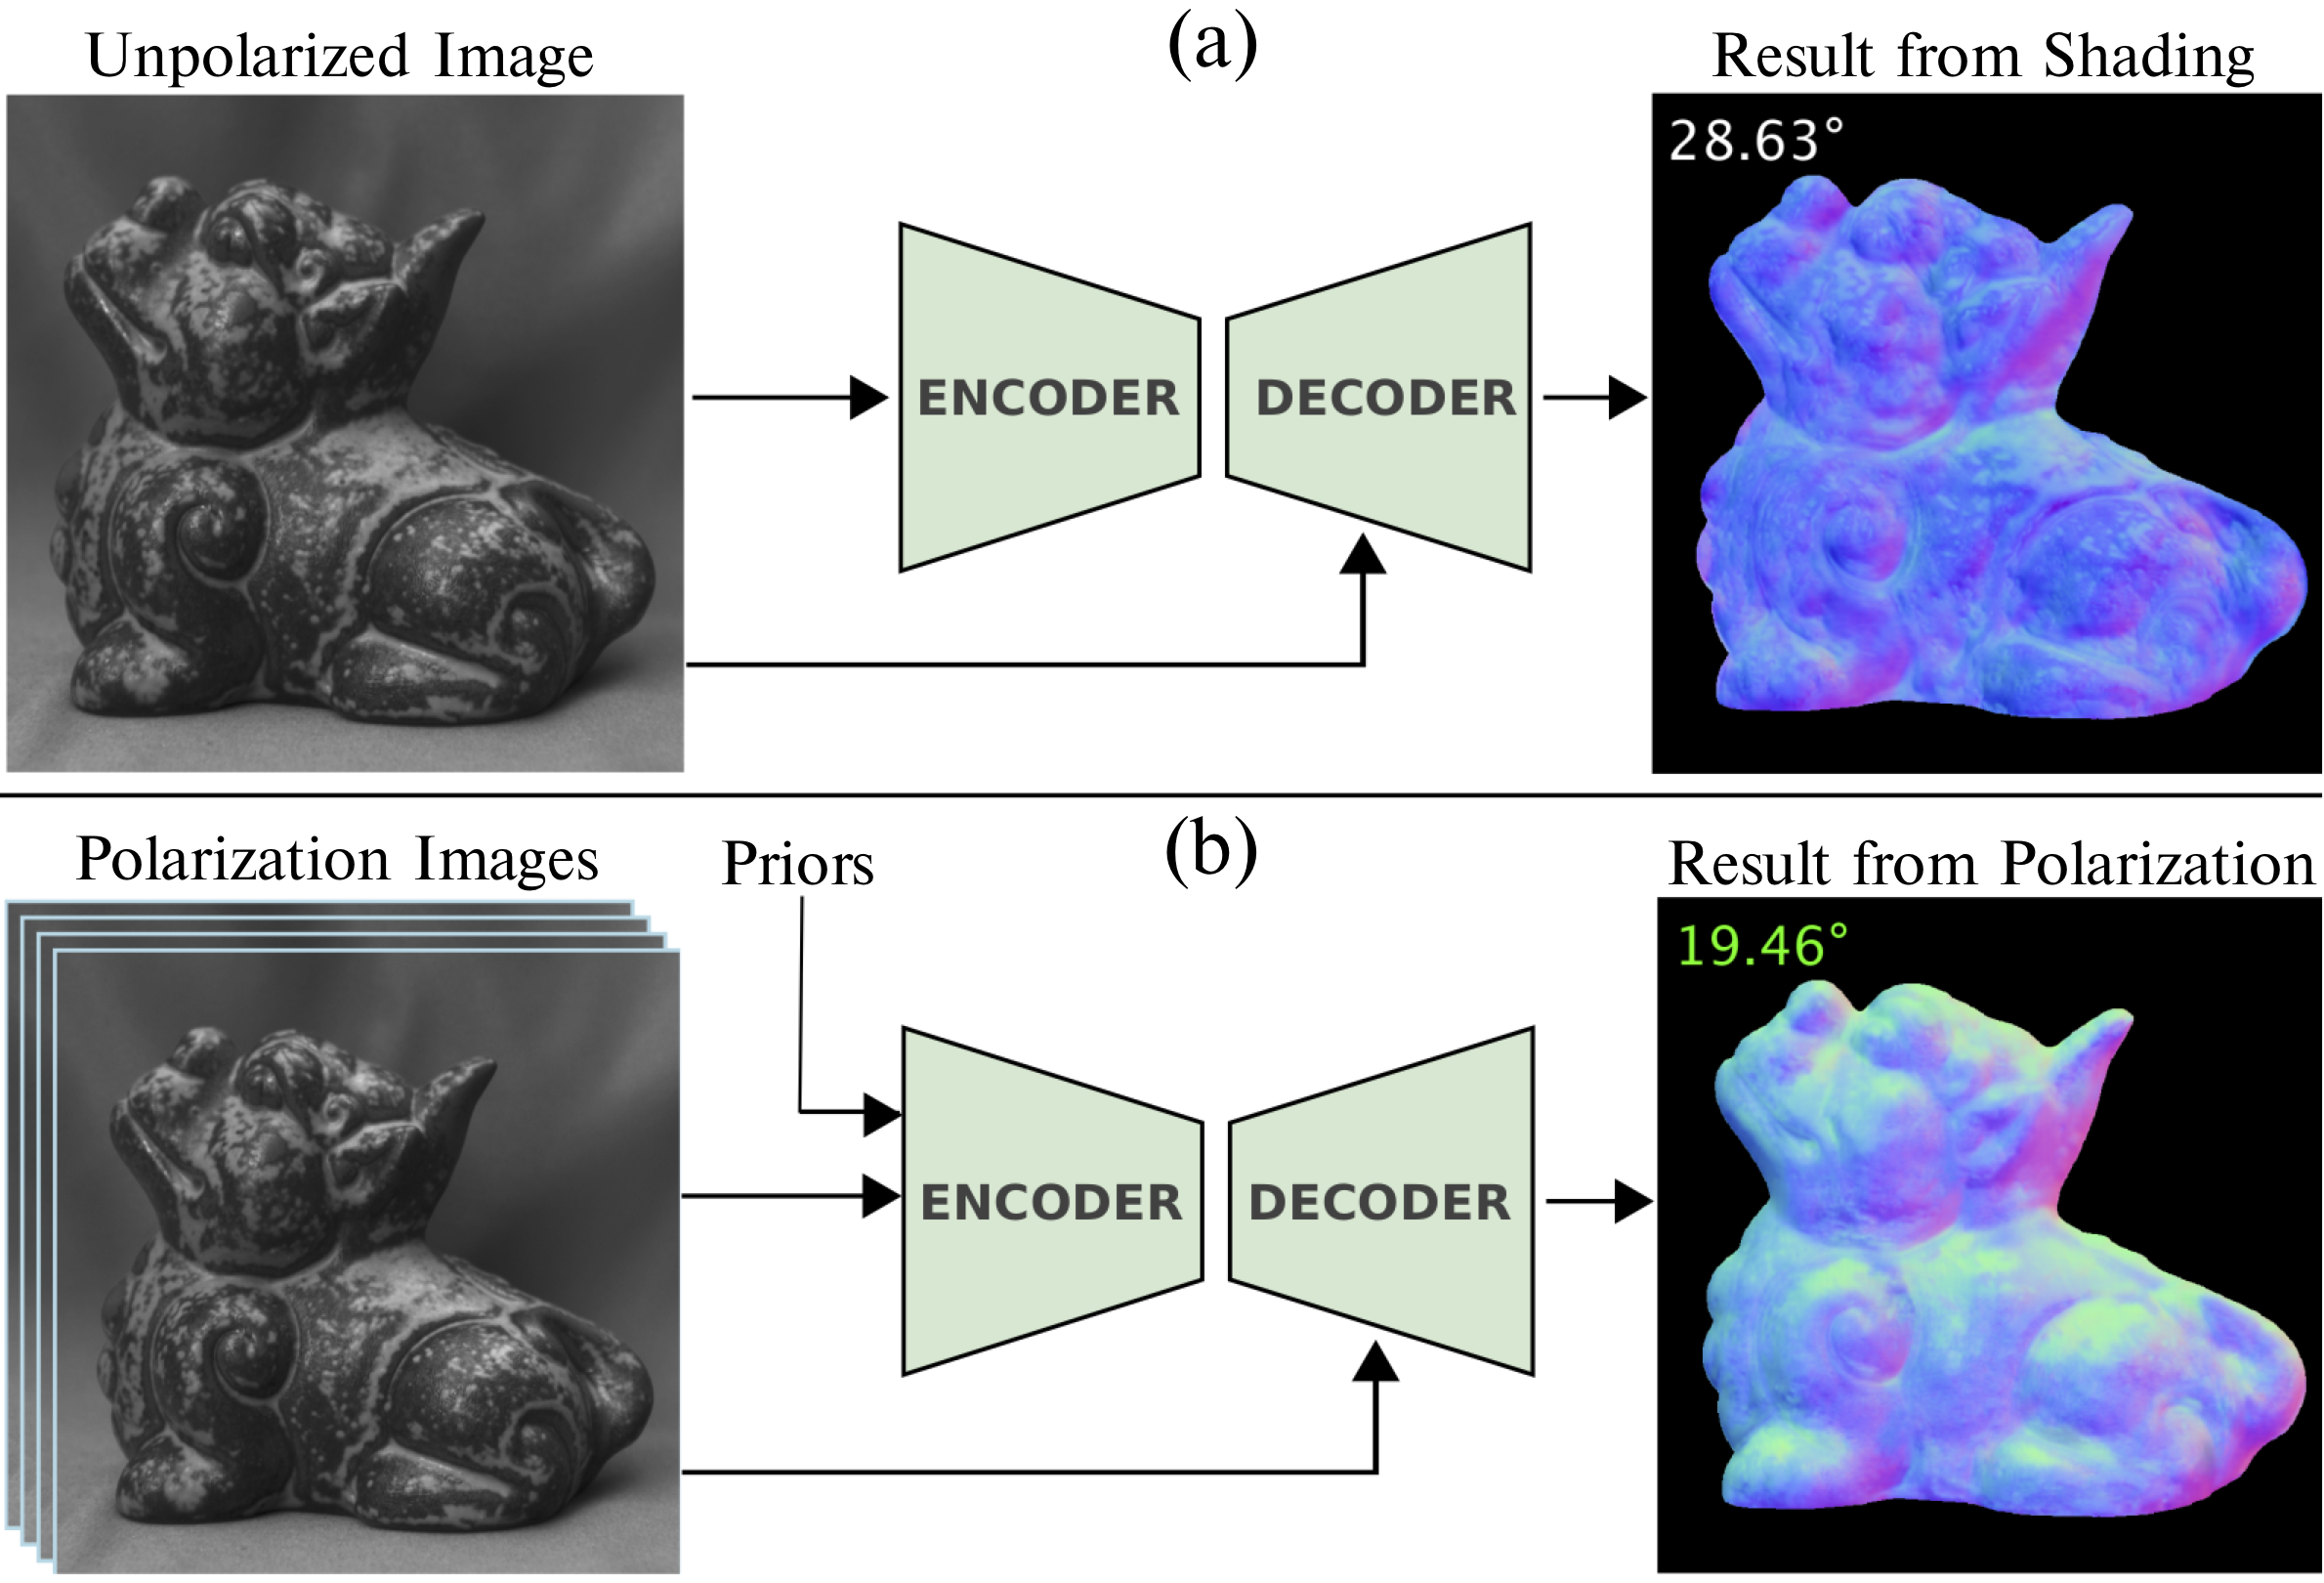 (a)
Unpolarized Image
Result from Shading
28.63°
ENCODER
DECODER
(b)
Polarization Images
Priors
Result from Polarization
19.46°
ENCODER
DECODER